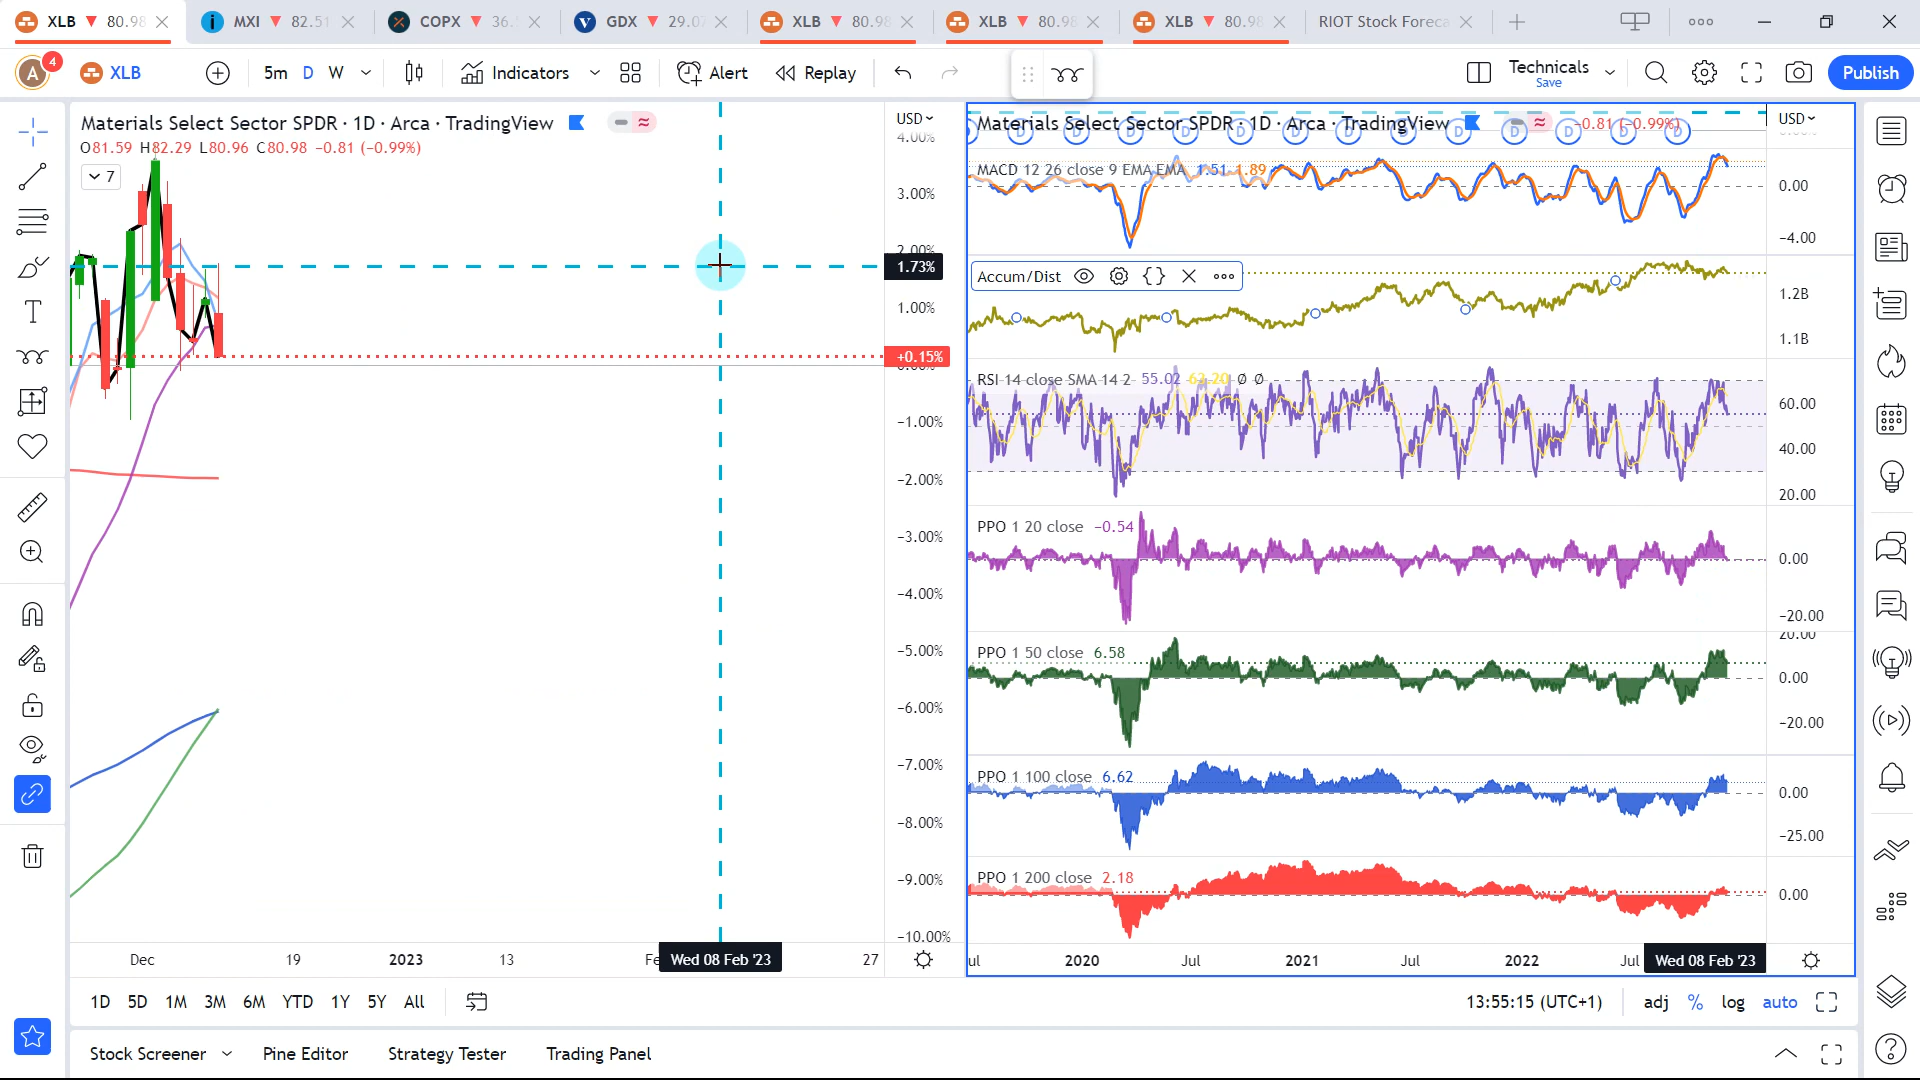 XLB ▼ 80.98 MXI ▼ 82.51 COPX ▼ 36. GDX ▼ 29.07 XLB ▼ 80.98 XLB ▼ 80.98 XLB ▼ 80.98 RIOT Stock Foreca
A 4 XLB 5m D W Indicators Alert Replay Technicals Save Publish
Materials Select Sector SPDR · 1D · Arca · TradingView
O81.59 H82.29 L80.96 C80.98 −0.81 (−0.99%)
7
USD
4.00%
3.00%
2.00%
1.73%
1.00%
+0.15%
0.00%
−1.00%
−2.00%
−3.00%
−4.00%
−5.00%
−6.00%
−7.00%
−8.00%
−9.00%
−10.00%
Dec 19 2023 13 Fe Wed 08 Feb '23 27
Materials Select Sector SPDR · 1D · Arca · TradingView −0.81 (−0.99%)
D D D D D D D D D D D D D
USD
MACD 12 26 close 9 EMA EMA 1.51 1.89
0.00
−4.00
Accum/Dist
1.2B
1.1B
RSI 14 close SMA 14 2 55.02 63.20 Ø Ø
60.00
40.00
20.00
PPO 1 20 close −0.54
0.00
−20.00
PPO 1 50 close 6.58
20.00
0.00
−20.00
PPO 1 100 close 6.62
0.00
−25.00
PPO 1 200 close 2.18
0.00
ul 2020 Jul 2021 Jul 2022 Jul Wed 08 Feb '23
1D 5D 1M 3M 6M YTD 1Y 5Y All 13:55:15 (UTC+1) adj % log auto
Stock Screener Pine Editor Strategy Tester Trading Panel